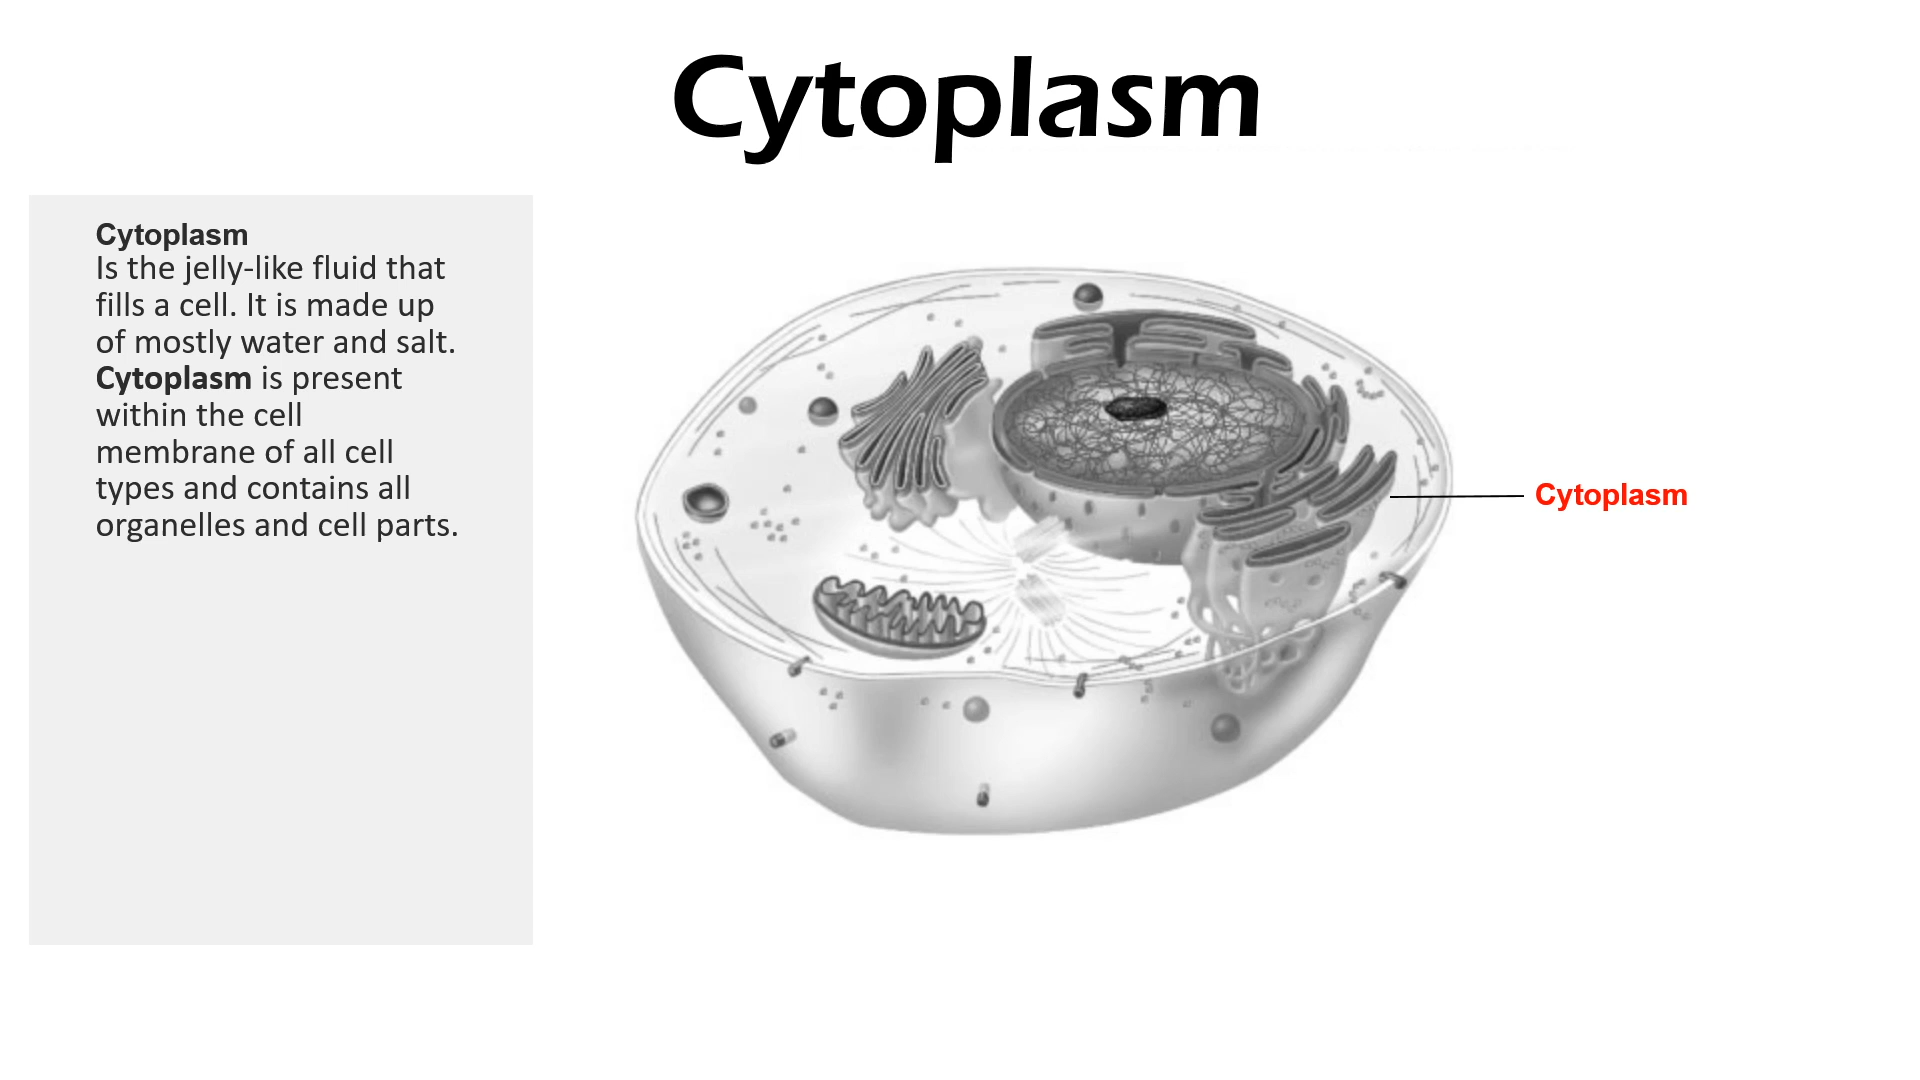 Cytoplasm
Cytoplasm
Is the jelly-like fluid that
fills a cell. It is made up
of mostly water and salt.
Cytoplasm is present
within the cell
membrane of all cell
types and contains all
organelles and cell parts.
Cytoplasm